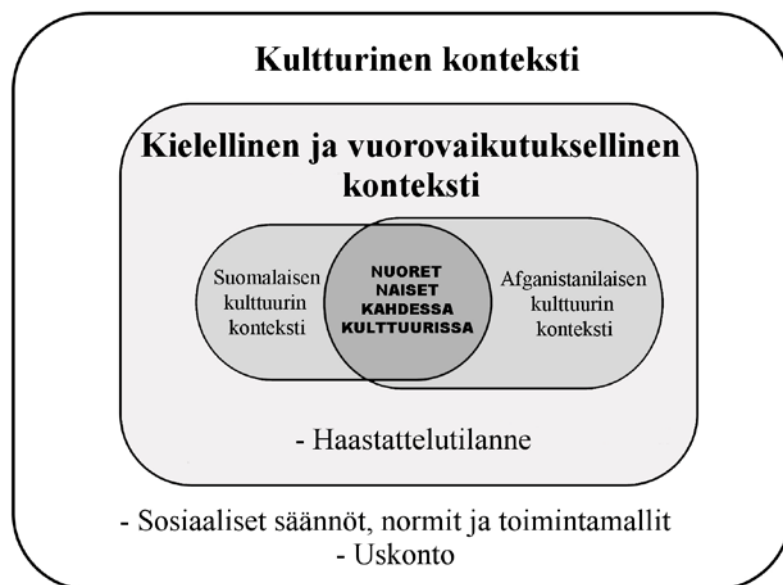 Kultturinen konteksti
Kielellinen ja vuorovaikutuksellinen
konteksti
Suomalaisen
kulttuurin
konteksti
NUORET
NAISET
KAHDESSA
KULTTUURISSA
Afganistanilaisen
kulttuurin
konteksti
- Haastattelutilanne
- Sosiaaliset säännöt, normit ja toimintamallit
- Uskonto